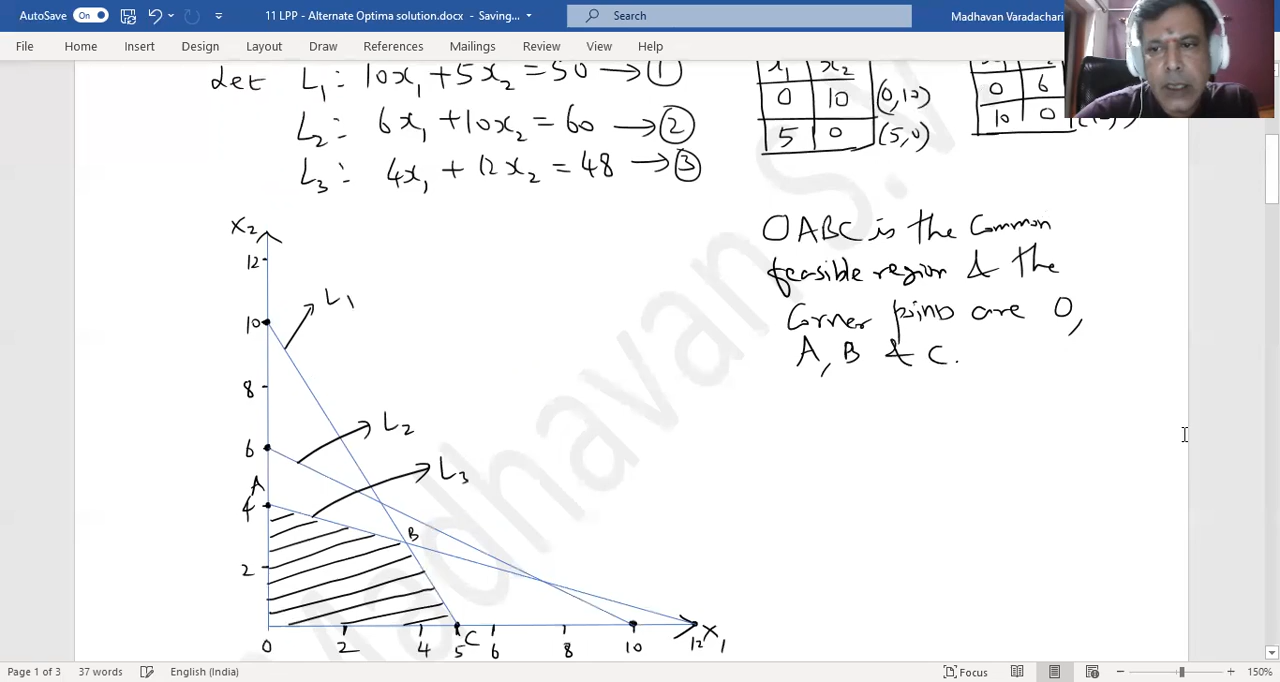 AutoSave On 11 LPP - Alternate Optima solution.docx - Saving... Search Madhavan Varadachari
File Home Insert Design Layout Draw References Mailings Review View Help
Let L₁: 10x₁ + 5x₂ = 50 → ①
L₂: 6x₁ + 10x₂ = 60 → ②
L₃: 4x₁ + 12x₂ = 48 → ③
x₁ x₂
0 10 (0,10)
5 0 (5,0)
0 6
10 0
OABC is the Common
feasible region & the
Corner points are O,
A, B & C.
X₂
12
10
L₁
8
L₂
6
L₃
A
4
B
2
0 2 4 5 C 6 8 10 12 X₁
Madhavan S.V
Page 1 of 3 37 words English (India) Focus 150%